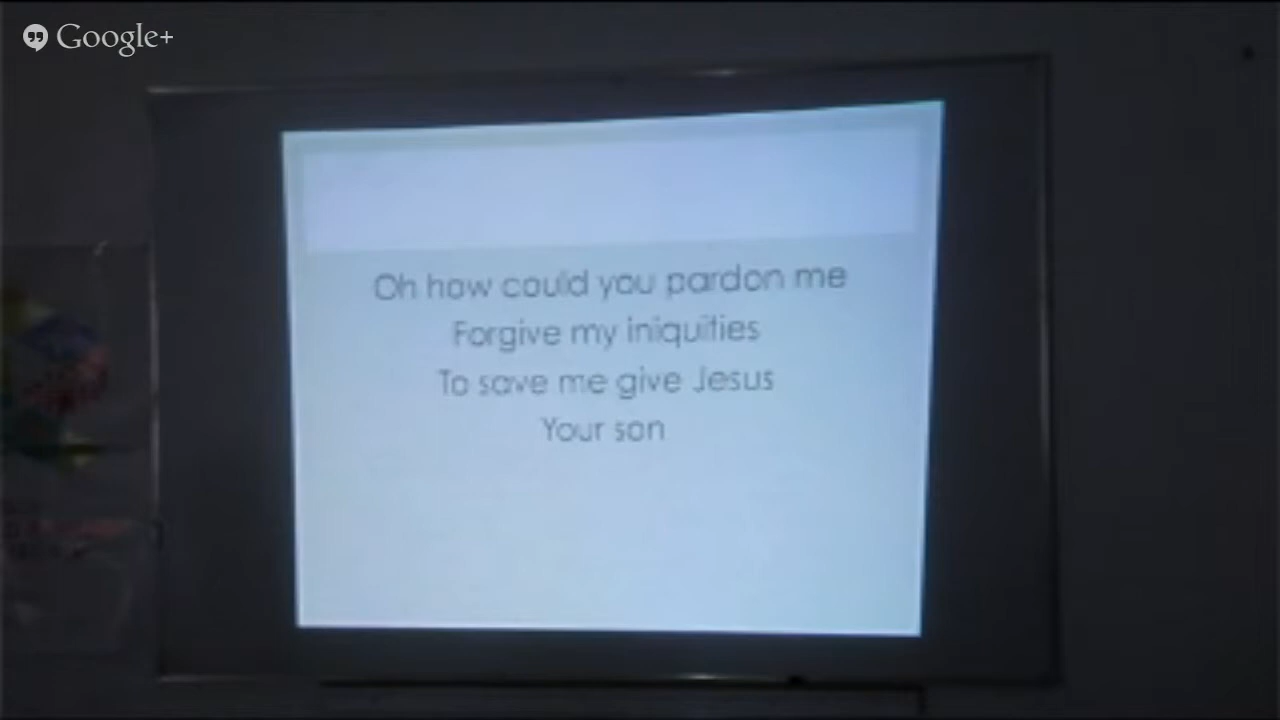 Google+
Oh how could you pardon me
Forgive my iniquities
To save me give Jesus
Your son